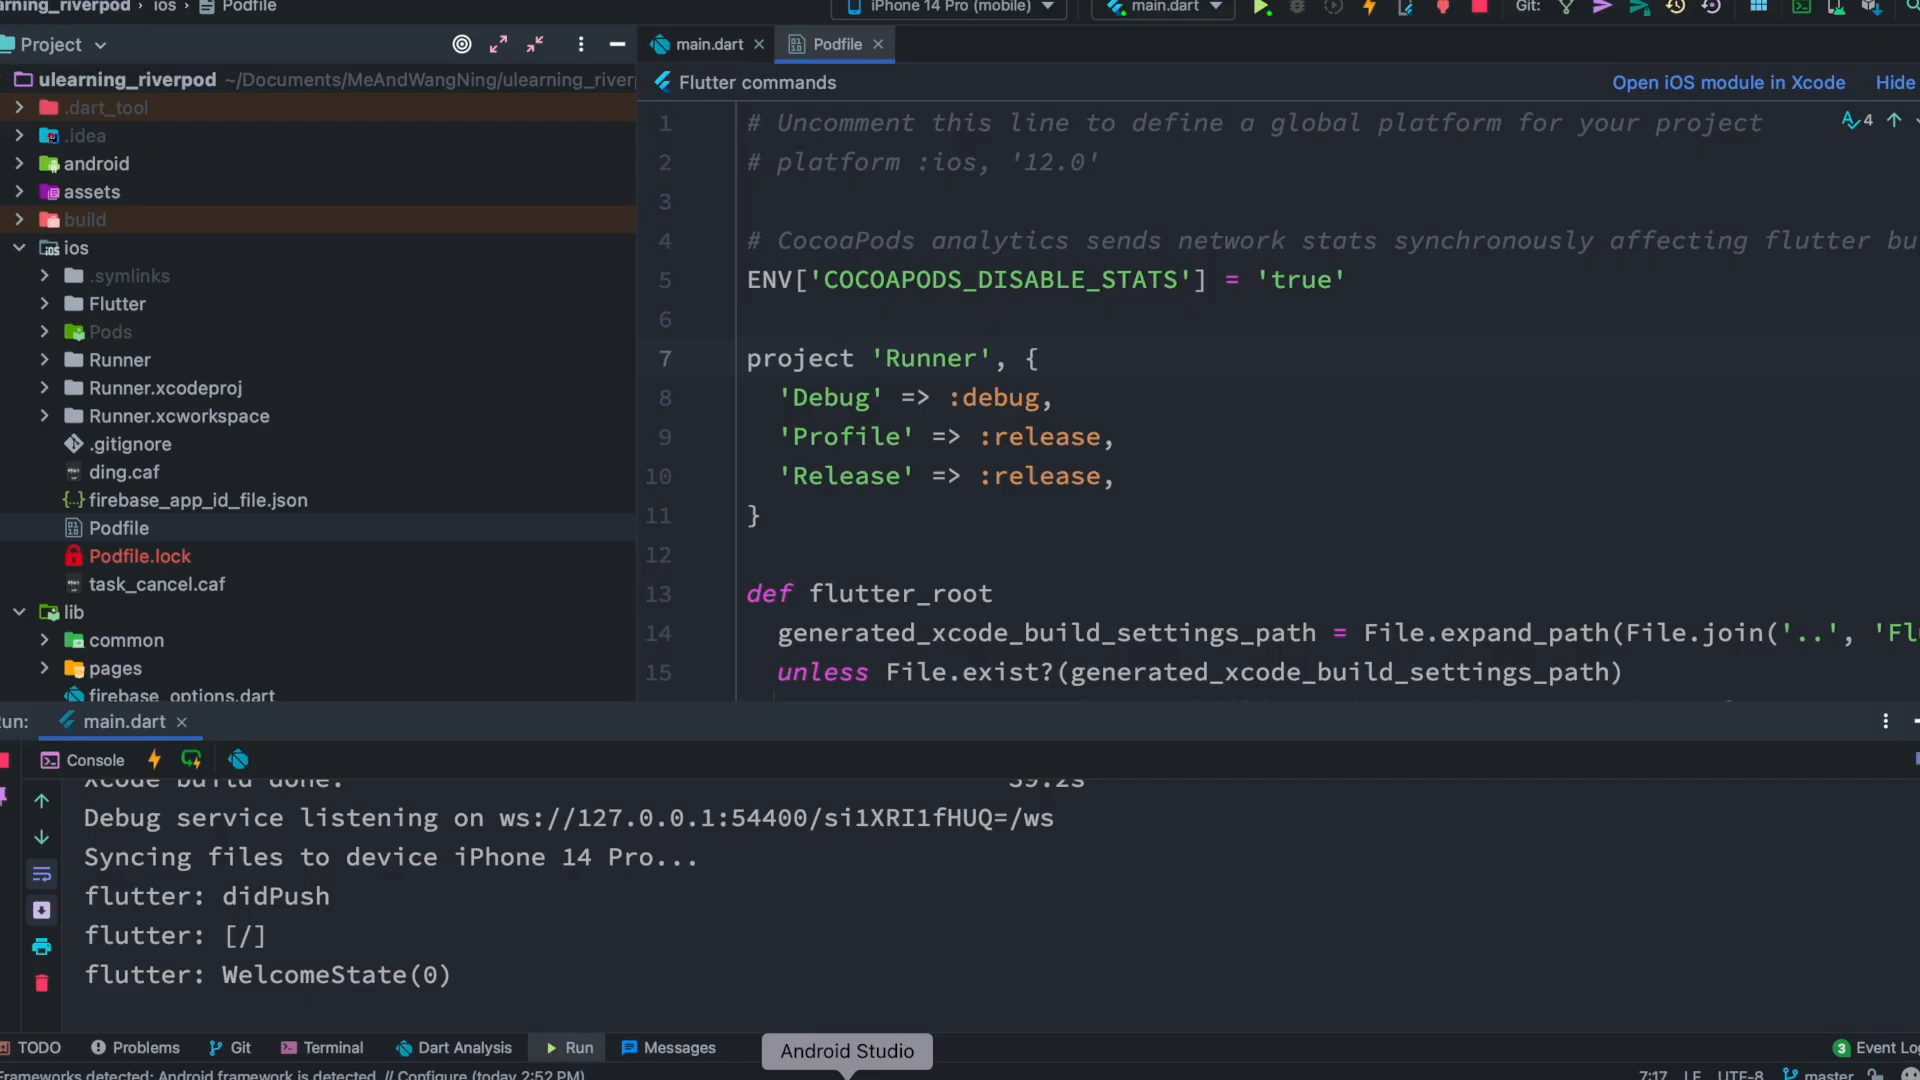 arning_riverpod › ios › Podfile
iPhone 14 Pro (mobile)
main.dart
Git:
Project
main.dart
Podfile
ulearning_riverpod ~/Documents/MeAndWangNing/ulearning_river
Flutter commands
Open iOS module in Xcode
Hide
.dart_tool
.idea
android
assets
build
ios
.symlinks
Flutter
Pods
Runner
Runner.xcodeproj
Runner.xcworkspace
.gitignore
ding.caf
firebase_app_id_file.json
Podfile
Podfile.lock
task_cancel.caf
lib
common
pages
firebase_options.dart
4
1 # Uncomment this line to define a global platform for your project
2 # platform :ios, '12.0'
3
4 # CocoaPods analytics sends network stats synchronously affecting flutter bu
5 ENV['COCOAPODS_DISABLE_STATS'] = 'true'
6
7 project 'Runner', {
8 'Debug' => :debug,
9 'Profile' => :release,
10 'Release' => :release,
11 }
12
13 def flutter_root
14 generated_xcode_build_settings_path = File.expand_path(File.join('..', 'Fl
15 unless File.exist?(generated_xcode_build_settings_path)
un:
main.dart
Console
Xcode build done. 39.2s
Debug service listening on ws://127.0.0.1:54400/si1XRI1fHUQ=/ws
Syncing files to device iPhone 14 Pro...
flutter: didPush
flutter: [/]
flutter: WelcomeState(0)
TODO
Problems
Git
Terminal
Dart Analysis
Run
Messages
Android Studio
3 Event Log
Frameworks detected: Android framework is detected. // Configure (today 2:52 PM)
7:17 LF UTF-8 master